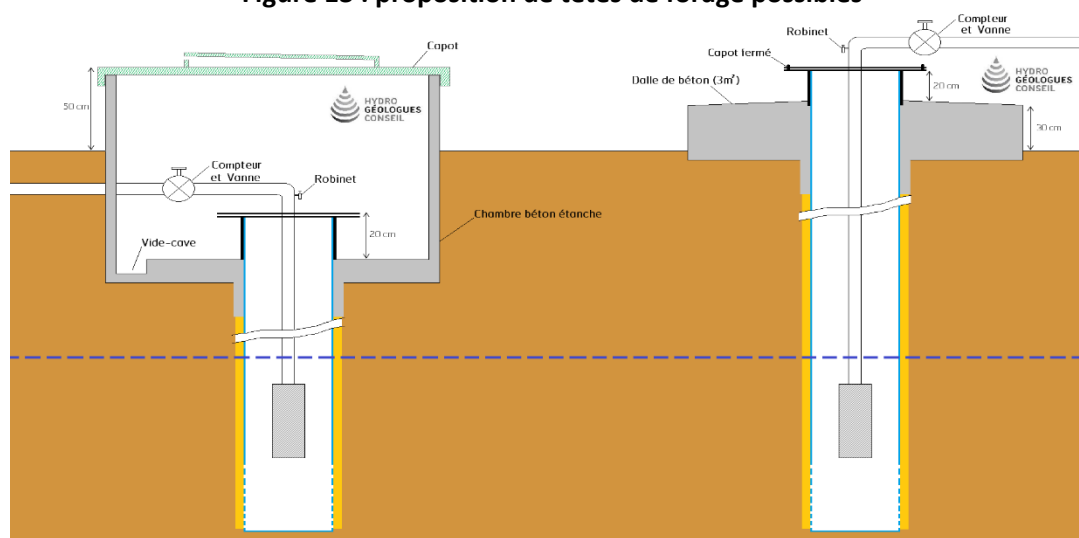 Figure 18 : proposition de têtes de forage possibles
Capot
50 cm
HYDRO
GÉOLOGUES
CONSEIL
Compteur
et Vanne
Robinet
20 cm
Chambre béton étanche
Vide-cave
Compteur
et Vanne
Robinet
Capot fermé
Dalle de béton (3m²)
20 cm
HYDRO
GÉOLOGUES
CONSEIL
30 cm